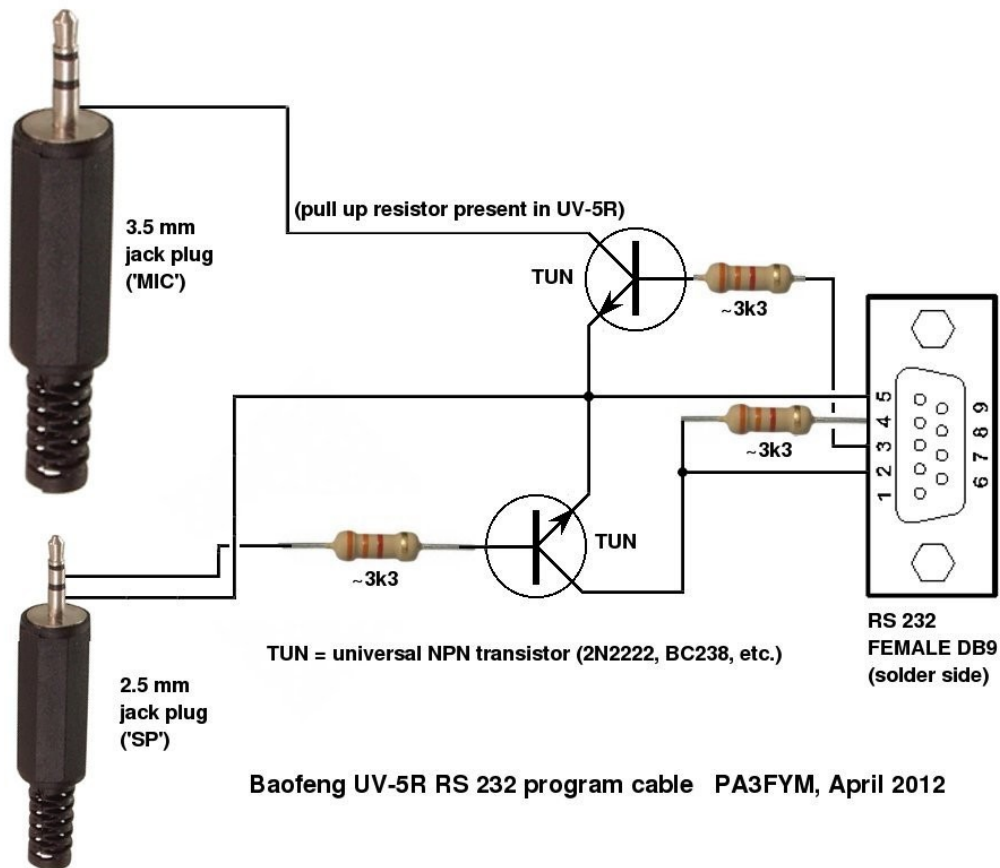 3.5 mm
jack plug
('MIC')
(pull up resistor present in UV-5R)
TUN
~3k3
5
4
3
2
1
9
8
7
6
~3k3
TUN
~3k3
RS 232
FEMALE DB9
(solder side)
TUN = universal NPN transistor (2N2222, BC238, etc.)
2.5 mm
jack plug
('SP')
Baofeng UV-5R RS 232 program cable PA3FYM, April 2012